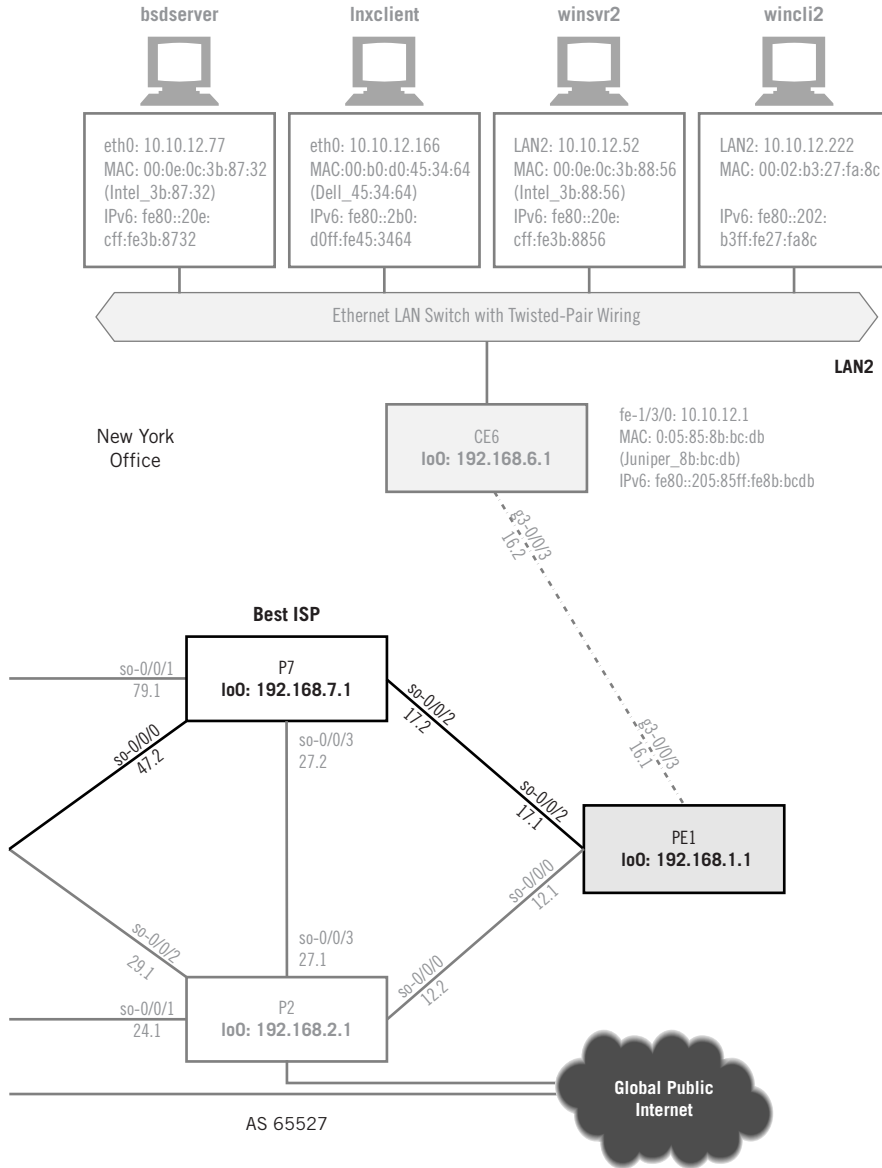 bsdserver
lnxclient
winsvr2
wincli2
eth0: 10.10.12.77
MAC: 00:0e:0c:3b:87:32
(Intel_3b:87:32)
IPv6: fe80::20e:
cff:fe3b:8732
eth0: 10.10.12.166
MAC:00:b0:d0:45:34:64
(Dell_45:34:64)
IPv6: fe80::2b0:
d0ff:fe45:3464
LAN2: 10.10.12.52
MAC: 00:0e:0c:3b:88:56
(Intel_3b:88:56)
IPv6: fe80::20e:
cff:fe3b:8856
LAN2: 10.10.12.222
MAC: 00:02:b3:27:fa:8c
IPv6: fe80::202:
b3ff:fe27:fa8c
Ethernet LAN Switch with Twisted-Pair Wiring
LAN2
New York
Office
CE6
lo0: 192.168.6.1
fe-1/3/0: 10.10.12.1
MAC: 0:05:85:8b:bc:db
(Juniper_8b:bc:db)
IPv6: fe80::205:85ff:fe8b:bcdb
g3-0/0/3
16.2
Best ISP
so-0/0/1
79.1
P7
lo0: 192.168.7.1
so-0/0/2
17.2
so-0/0/0
47.2
so-0/0/3
27.2
g3-0/0/3
16.1
so-0/0/2
17.1
PE1
lo0: 192.168.1.1
so-0/0/0
12.1
so-0/0/2
29.1
so-0/0/3
27.1
so-0/0/0
12.2
so-0/0/1
24.1
P2
lo0: 192.168.2.1
Global Public
Internet
AS 65527